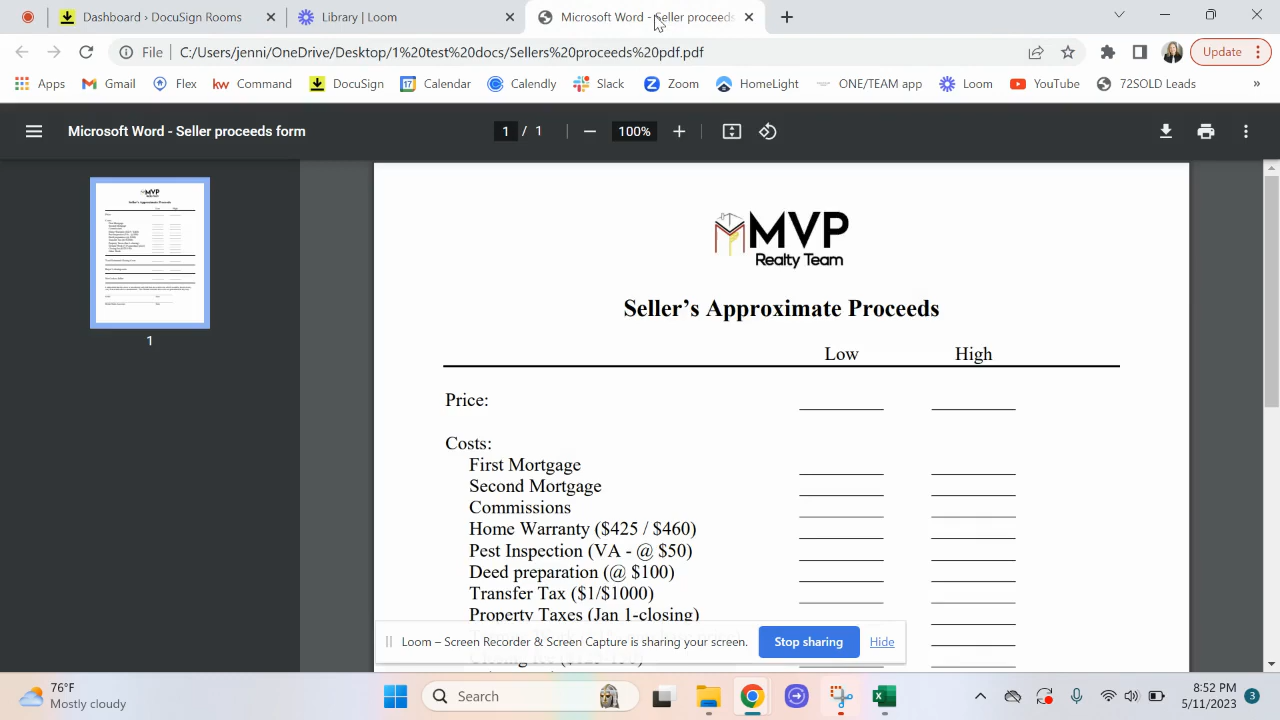 Dashboard › DocuSign Rooms
Library | Loom
Microsoft Word - Seller proceeds
File
C:/Users/jenni/OneDrive/Desktop/1%20test%20docs/Sellers%20proceeds%20pdf.pdf
Update
Apps
Gmail
Flex
kw Command
DocuSign
Calendar
Calendly
Slack
Zoom
HomeLight
ONE/TEAM app
Loom
YouTube
72SOLD Leads
»
Microsoft Word - Seller proceeds form
1 / 1
100%
1
MVP
Realty Team
Seller's Approximate Proceeds
Low High
Price:
Costs:
First Mortgage
Second Mortgage
Commissions
Home Warranty ($425 / $460)
Pest Inspection (VA - @ $50)
Deed preparation (@ $100)
Transfer Tax ($1/$1000)
Property Taxes (Jan 1-closing)
Loom – Screen Recorder & Screen Capture is sharing your screen.
Stop sharing
Hide
76°F
Mostly cloudy
Search
8:52 PM
5/11/2023
3